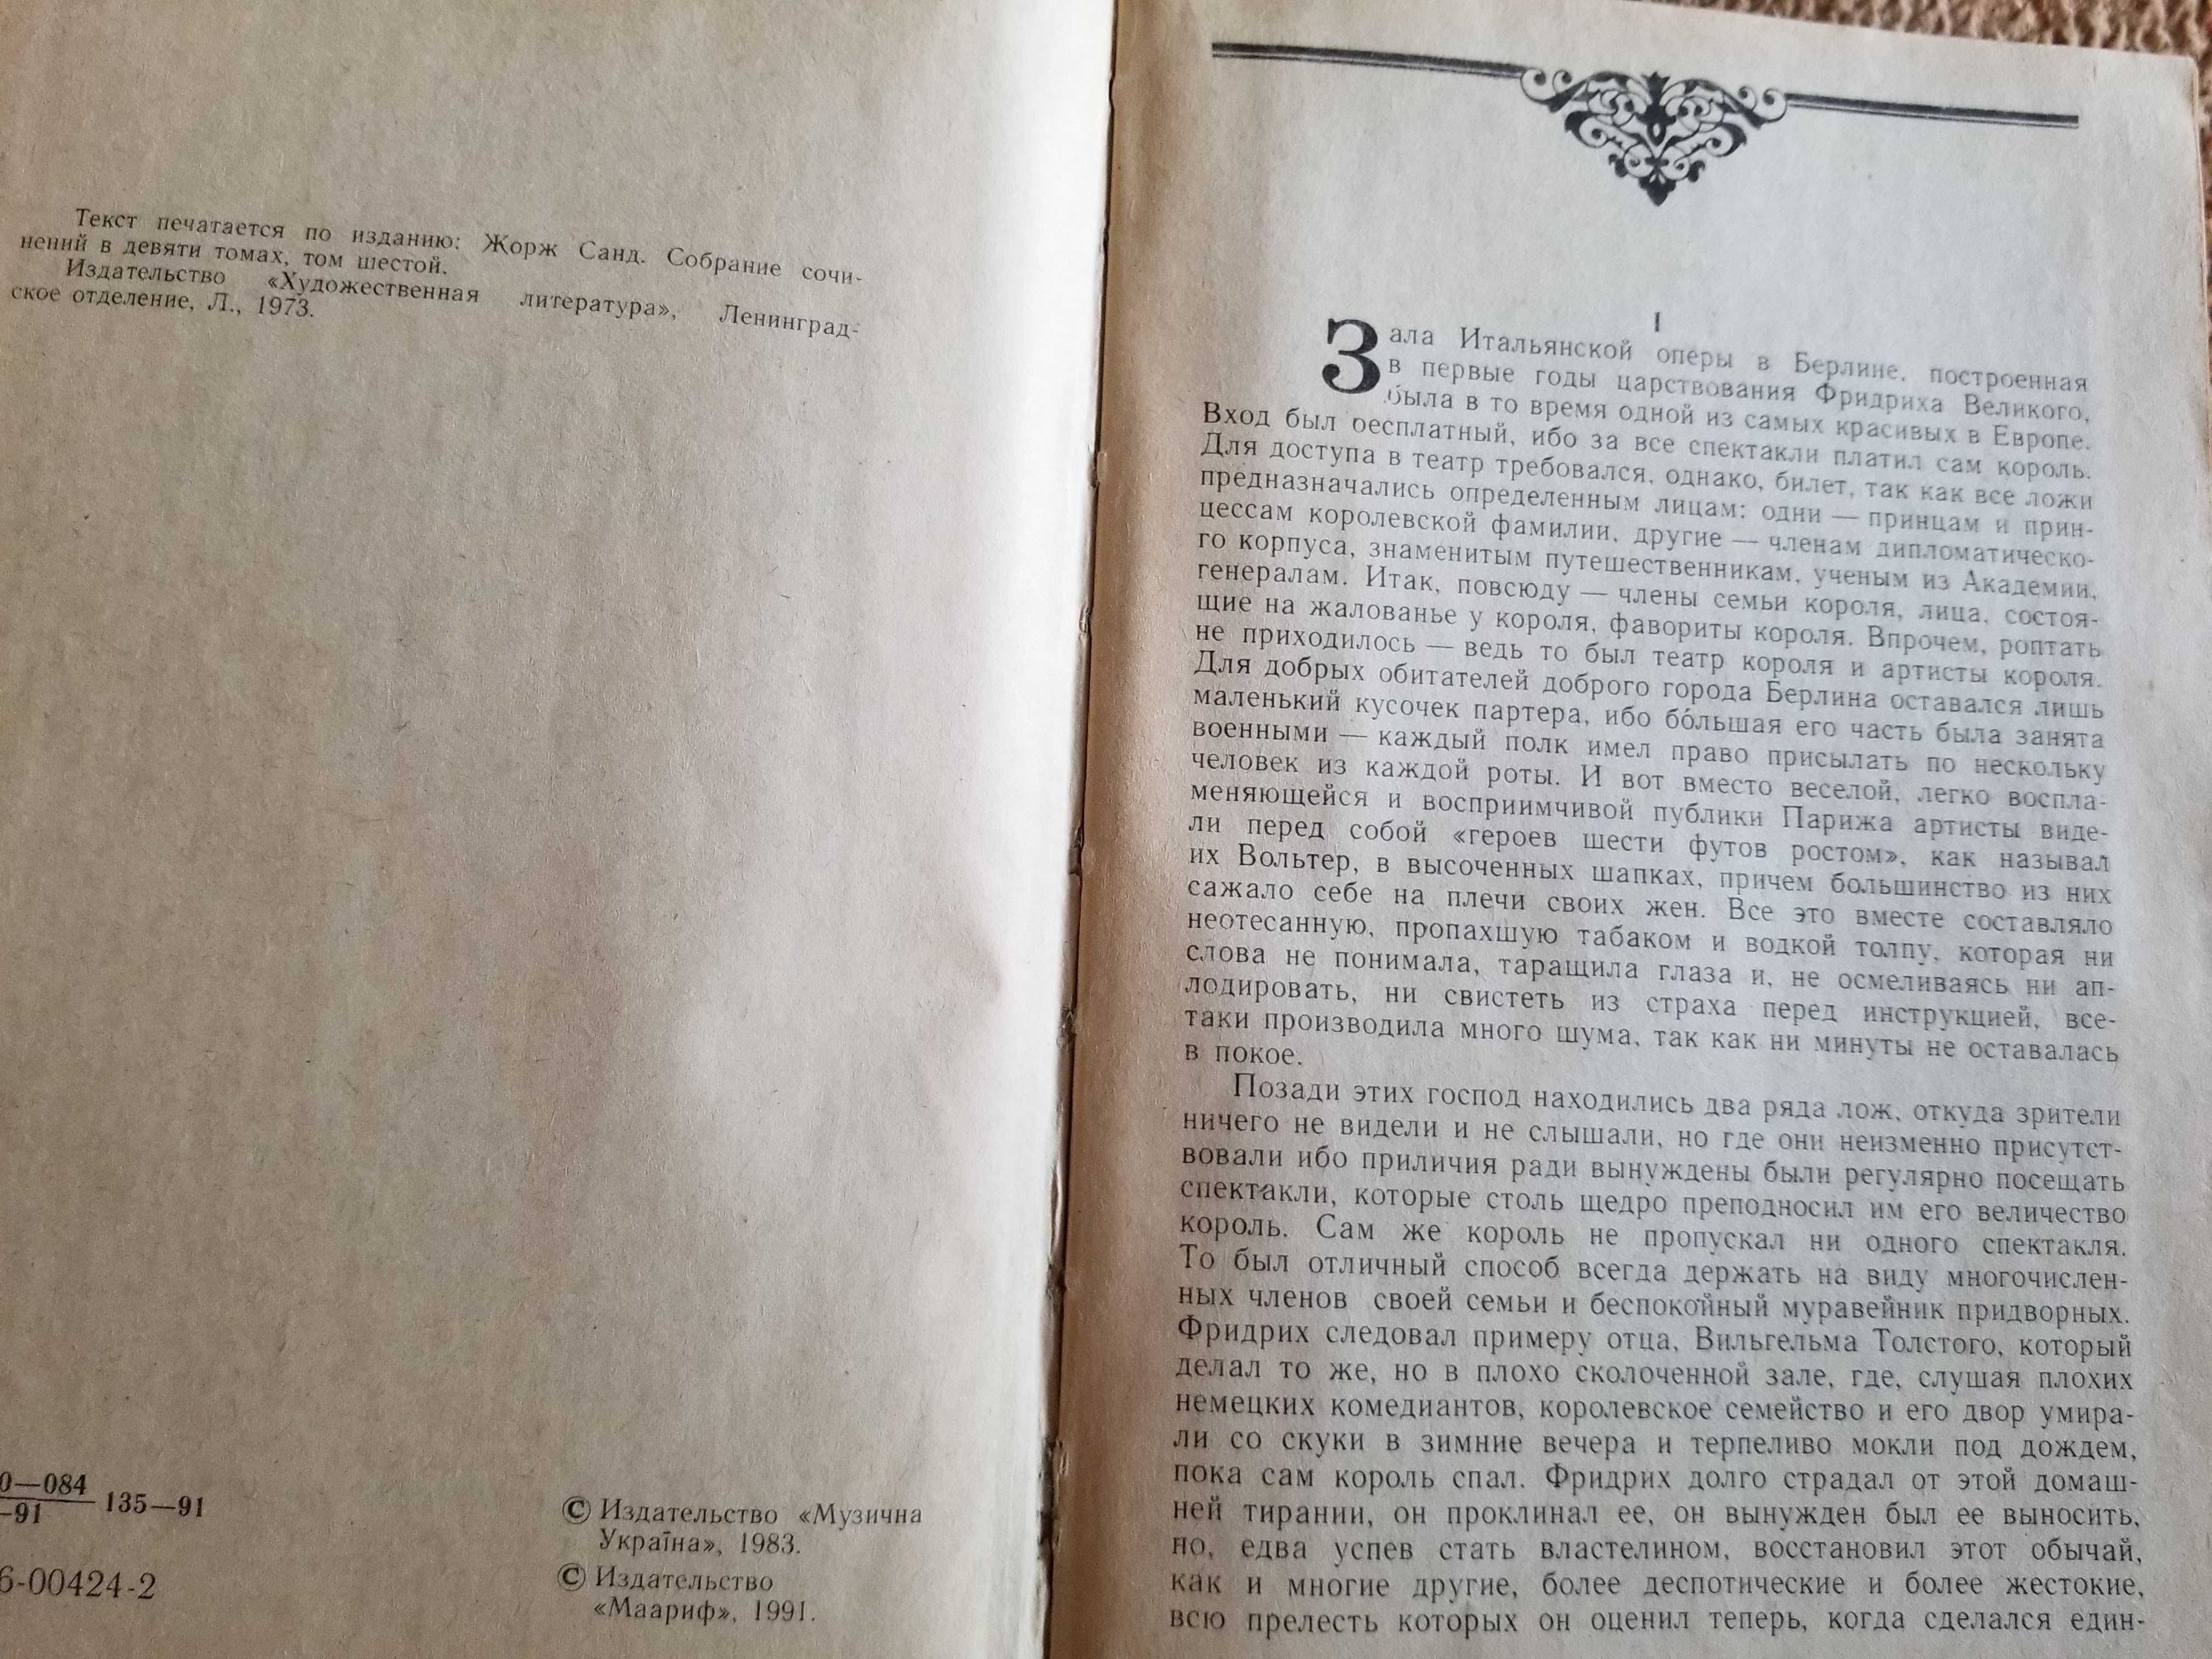 Текст печатается по изданию: Жорж Санд. Собрание сочи-
нений в девяти томах, том шестой.
Издательство «Художественная литература», Ленинград-
ское отделение, Л., 1973.
0—084
—91
135—91
6-00424-2
© Издательство «Музична
Україна», 1983.
© Издательство
«Маариф», 1991.
I
Зала Итальянской оперы в Берлине, построенная
в первые годы царствования Фридриха Великого,
была в то время одной из самых красивых в Европе.
Вход был бесплатный, ибо за все спектакли платил сам король.
Для доступа в театр требовался, однако, билет, так как все ложи
предназначались определенным лицам: одни — принцам и прин-
цессам королевской фамилии, другие — членам дипломатическо-
го корпуса, знаменитым путешественникам, ученым из Академии,
генералам. Итак, повсюду — члены семьи короля, лица, состоя-
щие на жалованье у короля, фавориты короля. Впрочем, роптать
не приходилось — ведь то был театр короля и артисты короля.
Для добрых обитателей доброго города Берлина оставался лишь
маленький кусочек партера, ибо бо́льшая его часть была занята
военными — каждый полк имел право присылать по нескольку
человек из каждой роты. И вот вместо веселой, легко воспла-
меняющейся и восприимчивой публики Парижа артисты виде-
ли перед собой «героев шести футов ростом», как называл
их Вольтер, в высоченных шапках, причем большинство из них
сажало себе на плечи своих жен. Все это вместе составляло
неотесанную, пропахшую табаком и водкой толпу, которая ни
слова не понимала, таращила глаза и, не осмеливаясь ни ап-
лодировать, ни свистеть из страха перед инструкцией, все-
таки производила много шума, так как ни минуты не оставалась
в покое.
Позади этих господ находились два ряда лож, откуда зрители
ничего не видели и не слышали, но где они неизменно присутст-
вовали ибо приличия ради вынуждены были регулярно посещать
спектакли, которые столь щедро преподносил им его величество
король. Сам же король не пропускал ни одного спектакля.
То был отличный способ всегда держать на виду многочислен-
ных членов своей семьи и беспокойный муравейник придворных.
Фридрих следовал примеру отца, Вильгельма Толстого, который
делал то же, но в плохо сколоченной зале, где, слушая плохих
немецких комедиантов, королевское семейство и его двор умира-
ли со скуки в зимние вечера и терпеливо мокли под дождем,
пока сам король спал. Фридрих долго страдал от этой домаш-
ней тирании, он проклинал ее, он вынужден был ее выносить,
но, едва успев стать властелином, восстановил этот обычай,
как и многие другие, более деспотические и более жестокие,
всю прелесть которых он оценил теперь, когда сделался един-